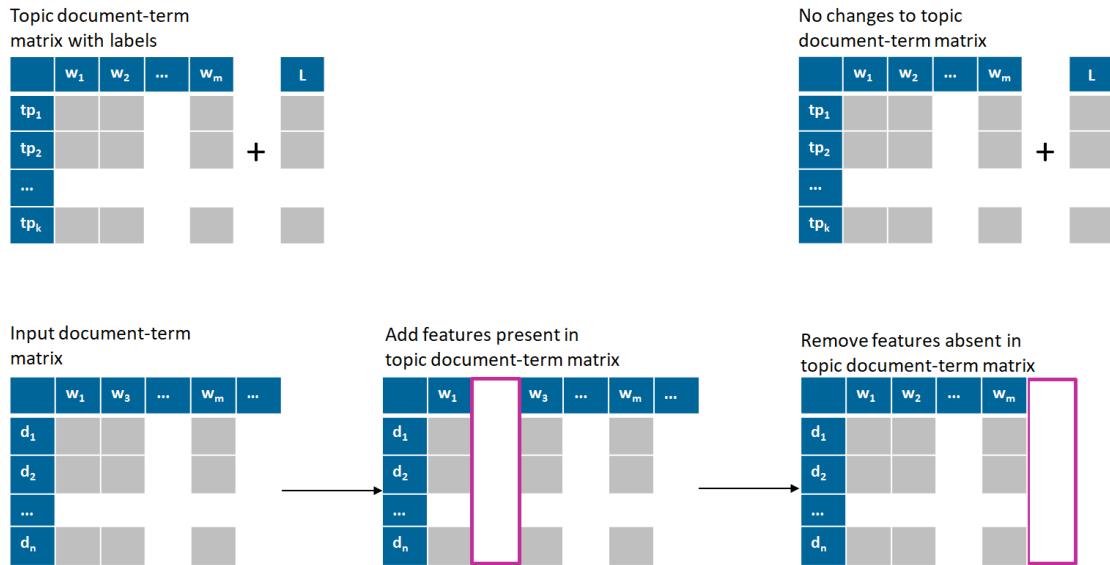 Topic document-term
matrix with labels
w₁ w₂ ... wₘ L
tp₁
tp₂
+
...
tpₖ
No changes to topic
document-term matrix
w₁ w₂ ... wₘ L
tp₁
tp₂
+
...
tpₖ
Input document-term
matrix
w₁ w₃ ... wₘ ...
d₁
d₂
...
dₙ
Add features present in
topic document-term matrix
w₁ w₃ ... wₘ ...
d₁
d₂
...
dₙ
Remove features absent in
topic document-term matrix
w₁ w₂ ... wₘ
d₁
d₂
...
dₙ